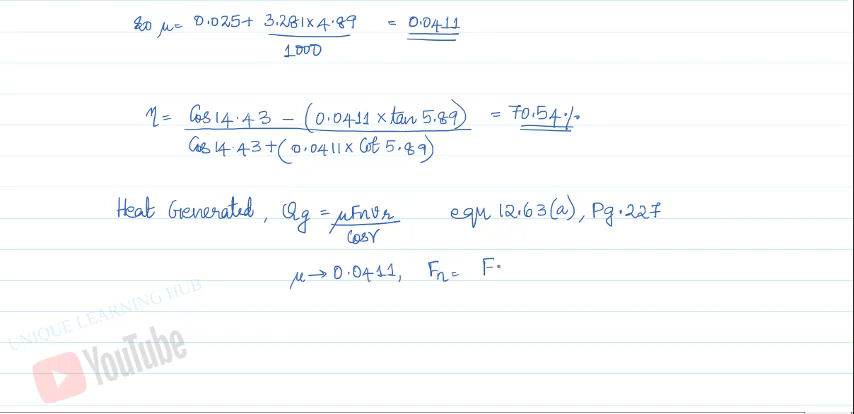 So μ = 0.025 + 3.281×4.89 / 1000 = 0.0411
η = Cos 14.43 − (0.0411 × tan 5.89) / Cos 14.43 + (0.0411 × Cot 5.89) = 70.54%
Heat Generated, Qg = μFnvr / cosγ equn 12.63(a), Pg.227
μ → 0.0411, Fn = F
UNIQUE LEARNING HUB
YouTube